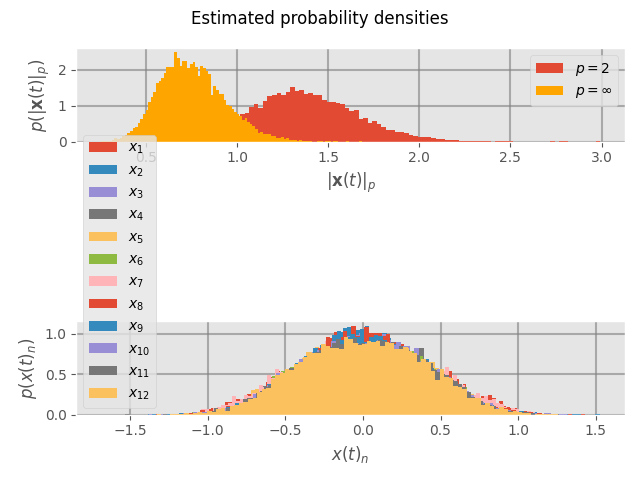 Estimated probability densities
p(|x(t)|p)
2
1
0
p = 2
p = ∞
0.5 1.0 1.5 2.0 2.5 3.0
|x(t)|p
x1
x2
x3
x4
x5
x6
x7
x8
x9
x10
x11
x12
p(x(t)n)
1.0
0.5
0.0
−1.5 −1.0 −0.5 0.0 0.5 1.0 1.5
x(t)n